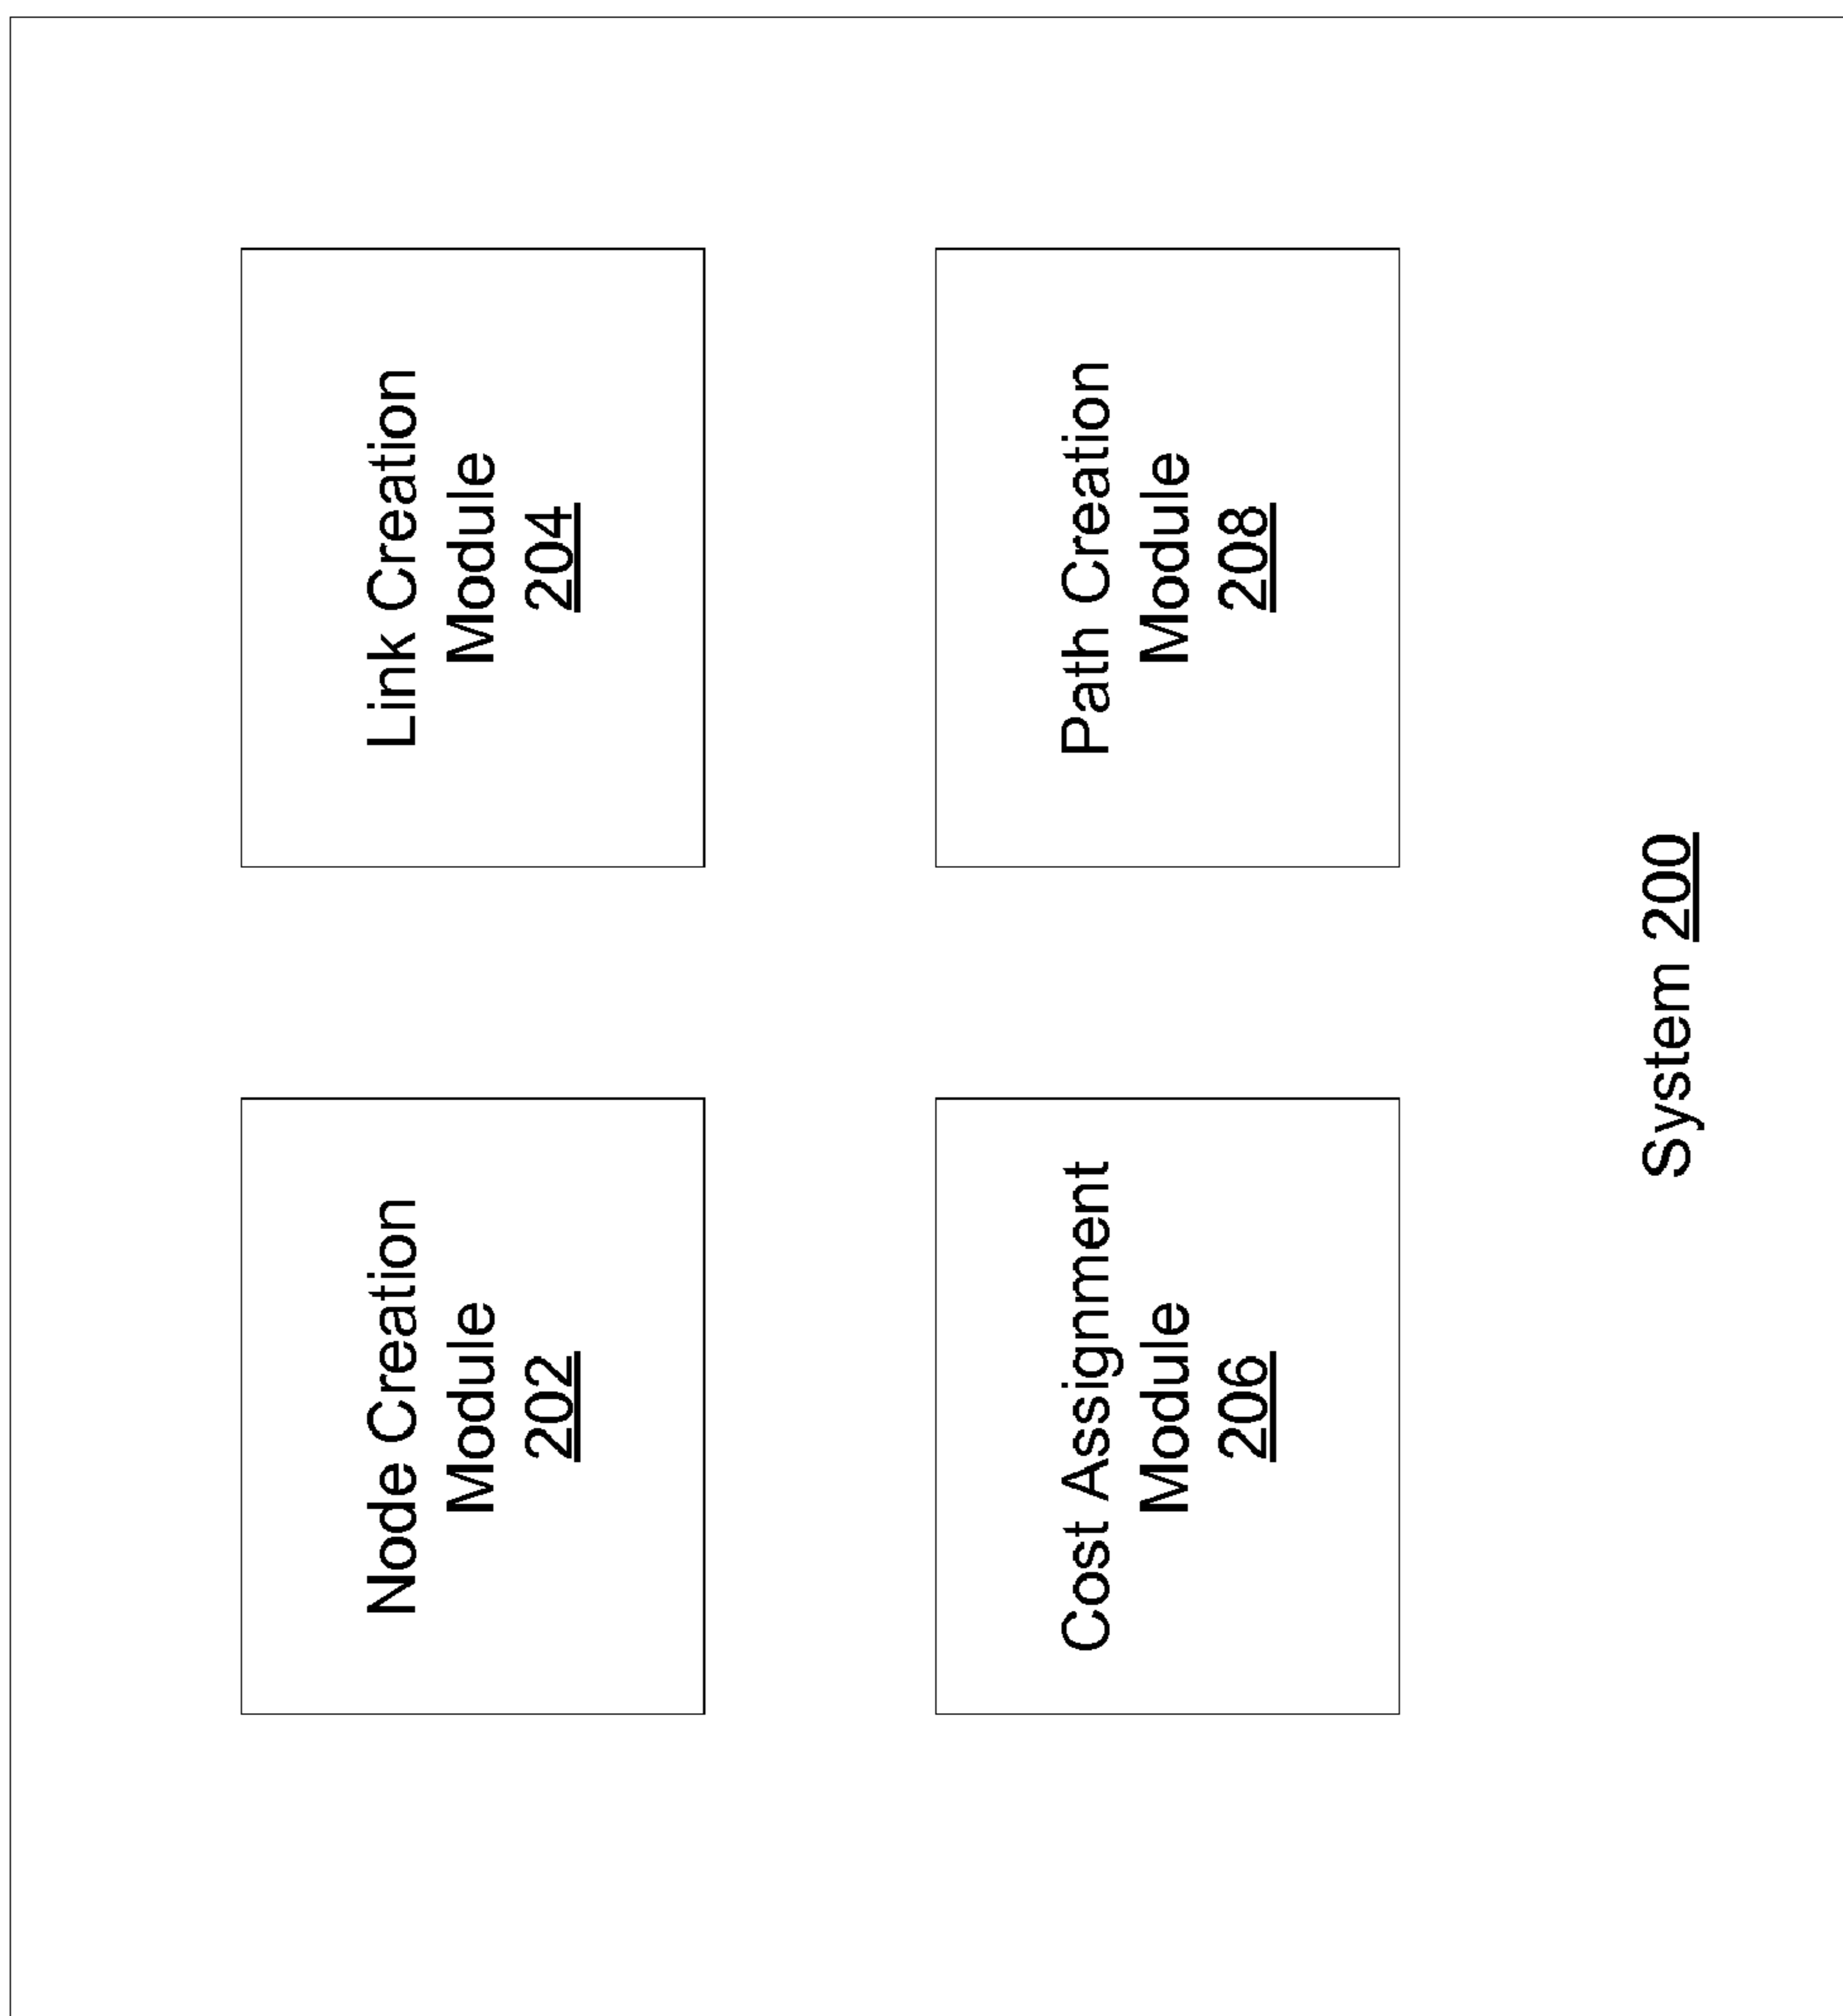 Node Creation
Module
202
Link Creation
Module
204
Cost Assignment
Module
206
Path Creation
Module
208
System 200